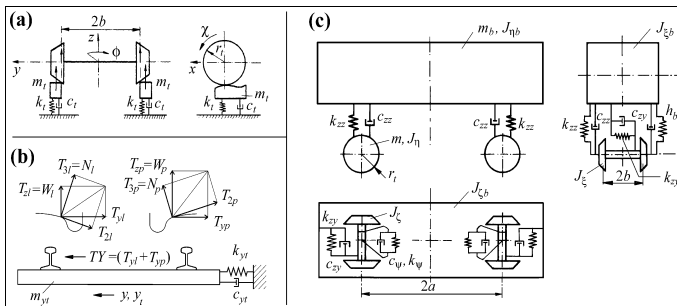 (a)
2b
z
ϕ
y
m_t
m_t
k_t
c_t
k_t
c_t
χ
r_t
x
m_t
k_t
c_t
(b)
T_3l=N_l
T_zl=W_l
T_yl
T_2l
T_zp=W_p
T_3p=N_p
T_2p
T_yp
TY=(T_yl+T_yp)
k_yt
c_yt
m_yt
y, y_t
(c)
m_b, J_ηb
J_ξb
k_zz
c_zz
c_zz
k_zz
m, J_η
r_t
c_zz
c_zy
h_b
k_zz
J_ξ
2b
k_zy
J_ζ
J_ζb
k_zy
c_zy
c_ψ, k_ψ
2a